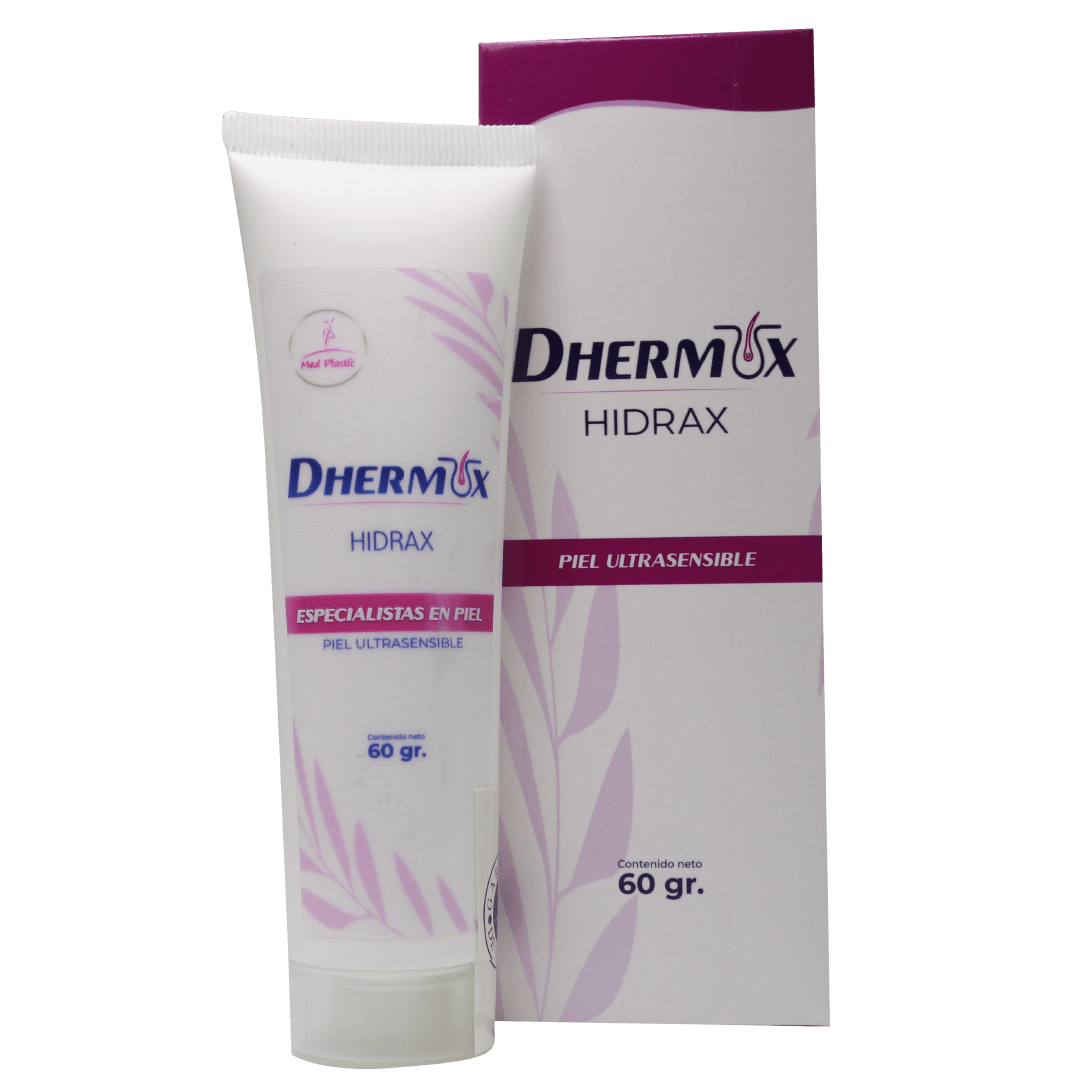 Med Plastic
DHERMUX
HIDRAX
ESPECIALISTAS EN PIEL
PIEL ULTRASENSIBLE
Contenido neto
60 gr.
DHERMUX
HIDRAX
PIEL ULTRASENSIBLE
Contenido neto
60 gr.